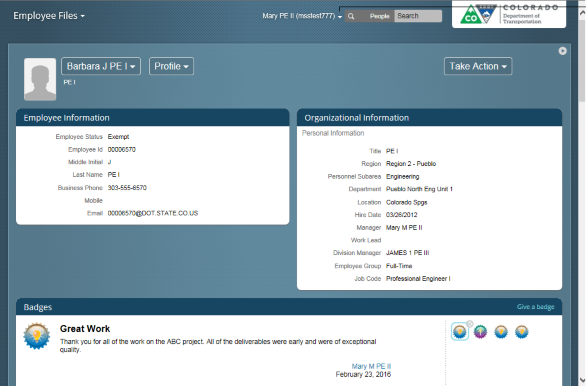 Employee Files
Mary PE II (msstest777)
People
Search
CO
COLORADO
Department of
Transportation
Barbara J PE I
Profile
Take Action
PE I
Employee Information
Employee Status Exempt
Employee Id 00006570
Middle Initial J
Last Name PE I
Business Phone 303-555-6570
Mobile
Email 00006570@DOT.STATE.CO.US
Organizational Information
Personal Information
Title PE I
Region Region 2 - Pueblo
Personnel Subarea Engineering
Department Pueblo North Eng Unit 1
Location Colorado Spgs
Hire Date 03/26/2012
Manager Mary M PE II
Work Lead
Division Manager JAMES 1 PE III
Employee Group Full-Time
Job Code Professional Engineer I
Badges
Give a badge
Great Work
Thank you for all of the work on the ABC project. All of the deliverables were early and were of exceptional
quality.
Mary M PE II
February 23, 2016